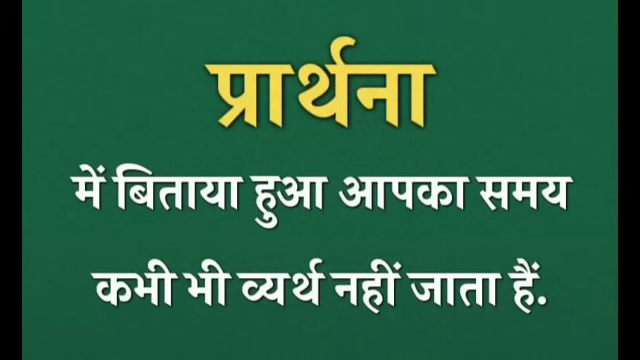 प्रार्थना
में बिताया हुआ आपका समय
कभी भी व्यर्थ नहीं जाता हैं.